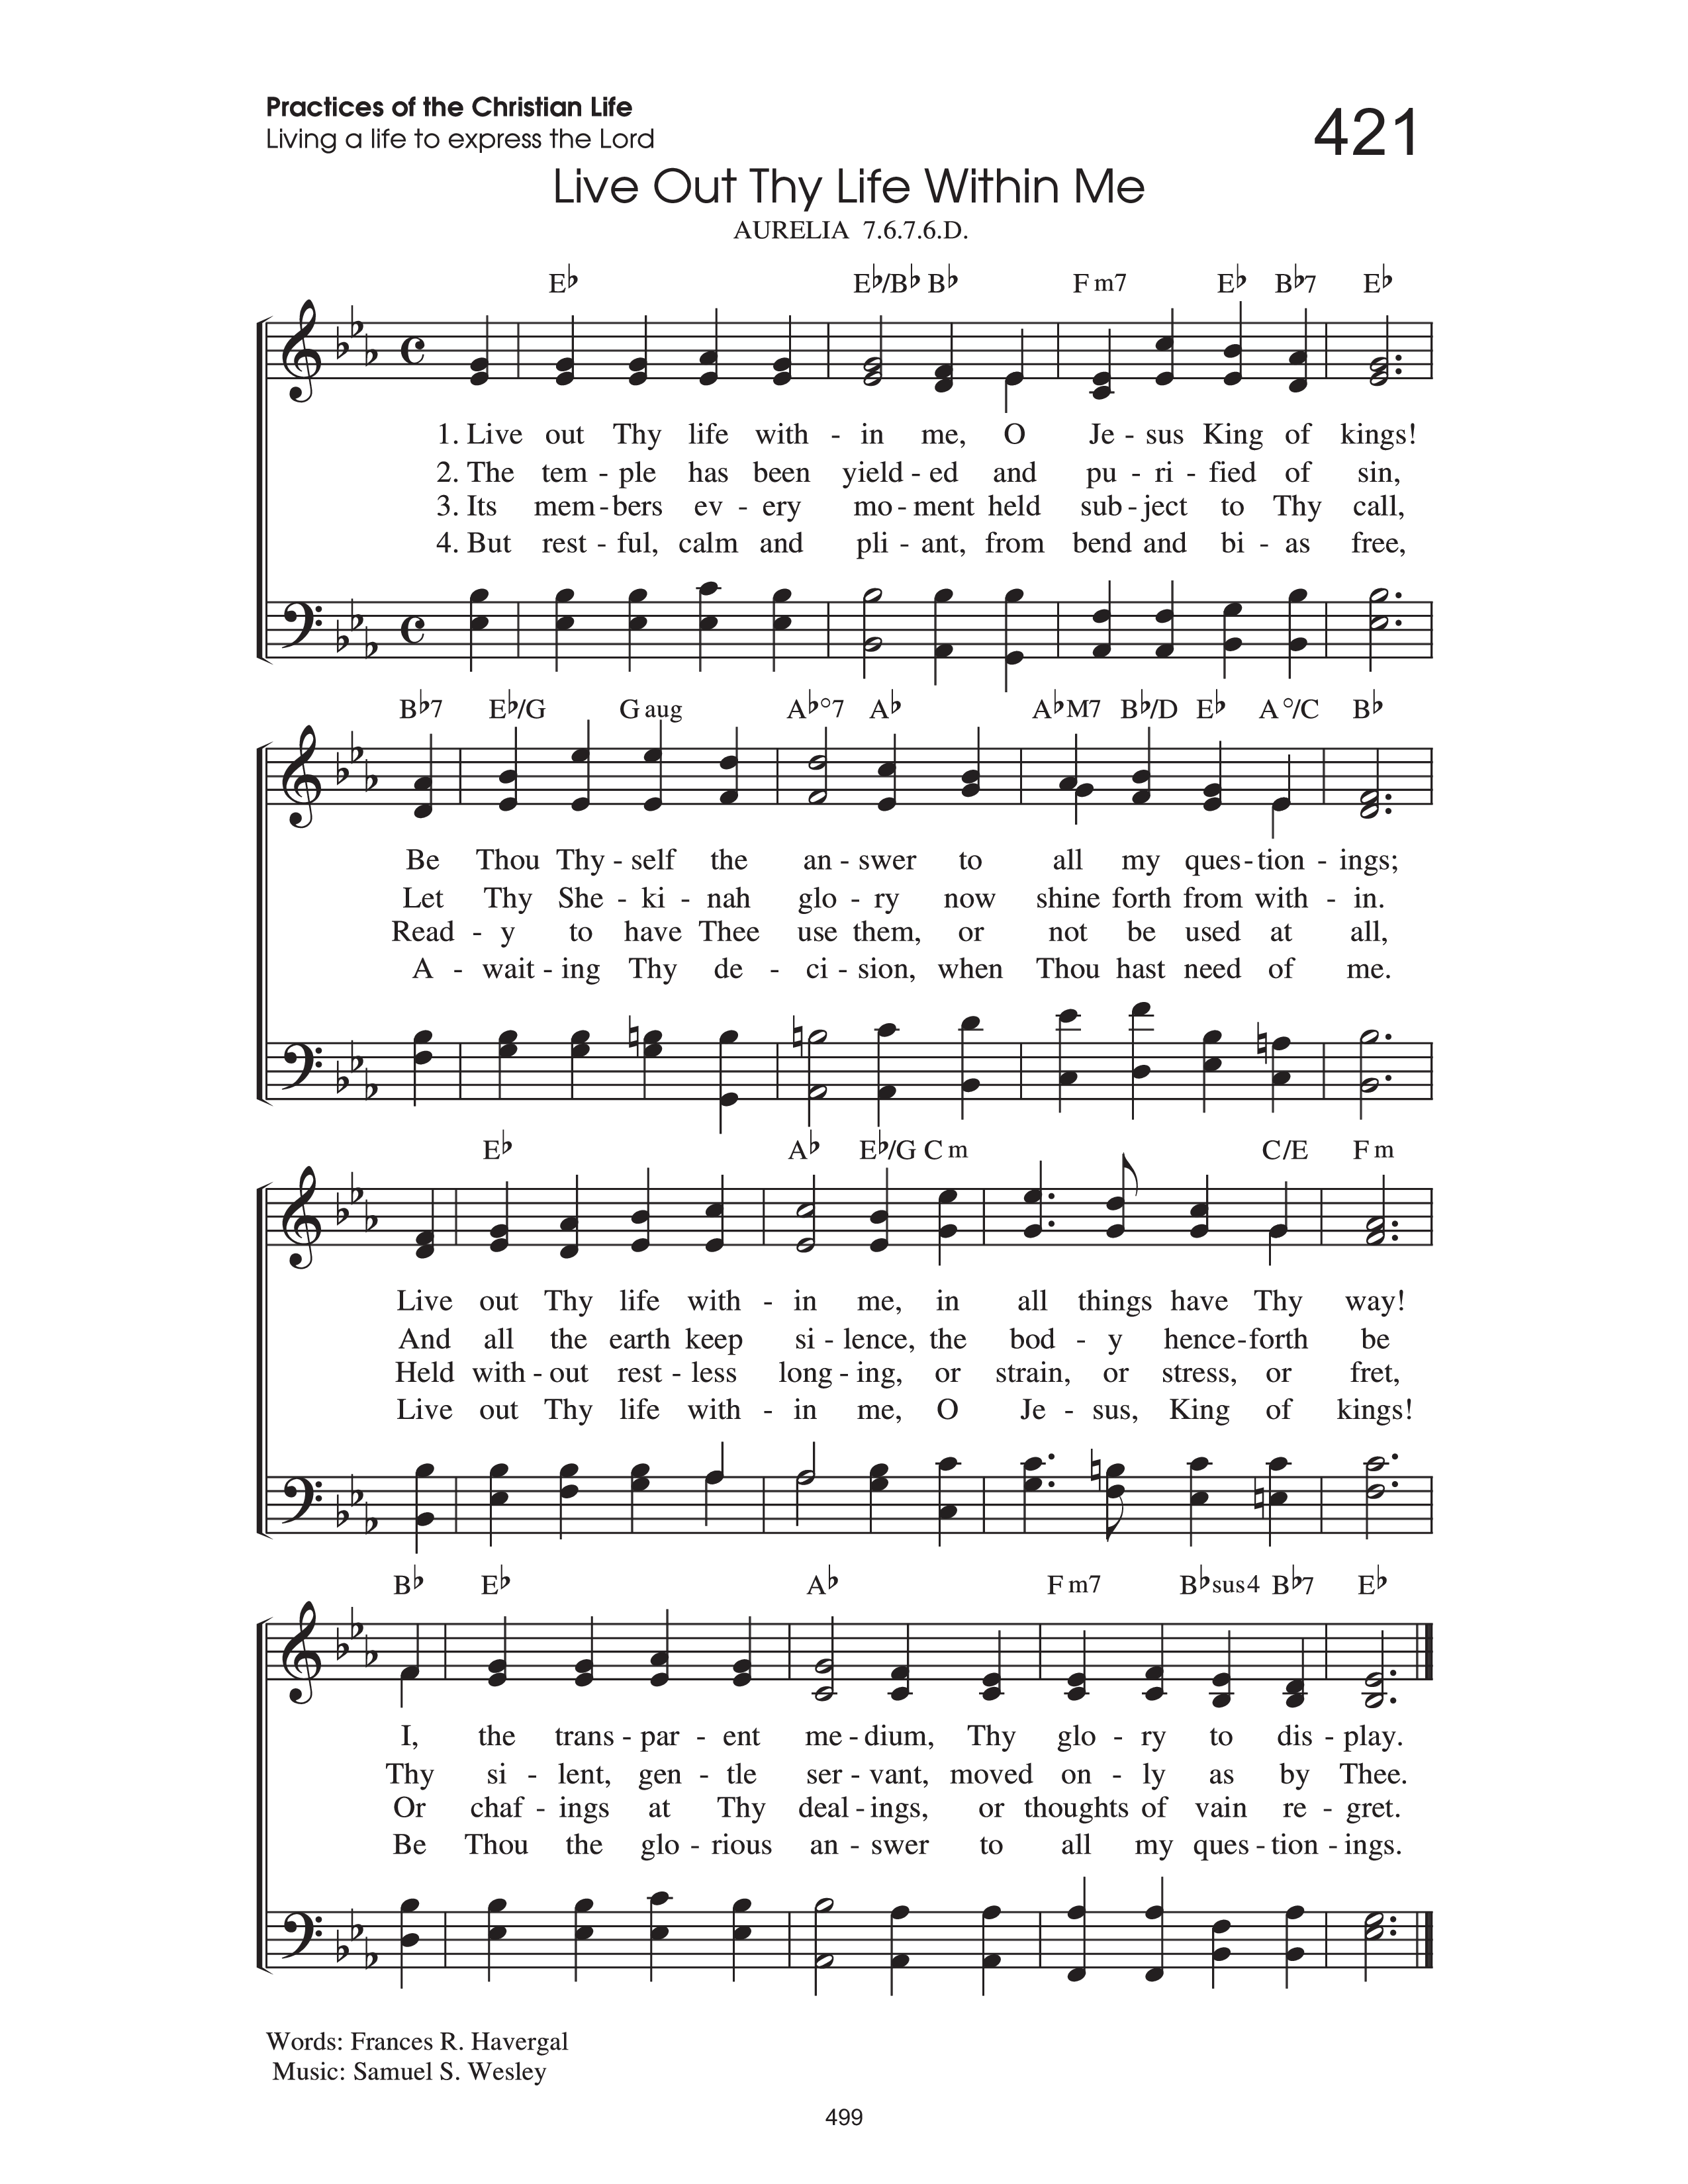 Practices of the Christian Life
Living a life to express the Lord
421
Live Out Thy Life Within Me
AURELIA 7.6.7.6.D.
E♭ E♭/B♭ B♭ F m7 E♭ B♭7 E♭
1. Live out Thy life with - in me, O Je - sus King of kings!
2. The tem - ple has been yield - ed and pu - ri - fied of sin,
3. Its mem - bers ev - ery mo - ment held sub - ject to Thy call,
4. But rest - ful, calm and pli - ant, from bend and bi - as free,
B♭7 E♭/G G aug A♭°7 A♭ A♭M7 B♭/D E♭ A°/C B♭
Be Thou Thy - self the an - swer to all my ques - tion - ings;
Let Thy She - ki - nah glo - ry now shine forth from with - in.
Read - y to have Thee use them, or not be used at all,
A - wait - ing Thy de - ci - sion, when Thou hast need of me.
E♭ A♭ E♭/G C m C/E F m
Live out Thy life with - in me, in all things have Thy way!
And all the earth keep si - lence, the bod - y hence - forth be
Held with - out rest - less long - ing, or strain, or stress, or fret,
Live out Thy life with - in me, O Je - sus, King of kings!
B♭ E♭ A♭ F m7 B♭sus4 B♭7 E♭
I, the trans - par - ent me - dium, Thy glo - ry to dis - play.
Thy si - lent, gen - tle ser - vant, moved on - ly as by Thee.
Or chaf - ings at Thy deal - ings, or thoughts of vain re - gret.
Be Thou the glo - rious an - swer to all my ques - tion - ings.
Words: Frances R. Havergal
Music: Samuel S. Wesley
499